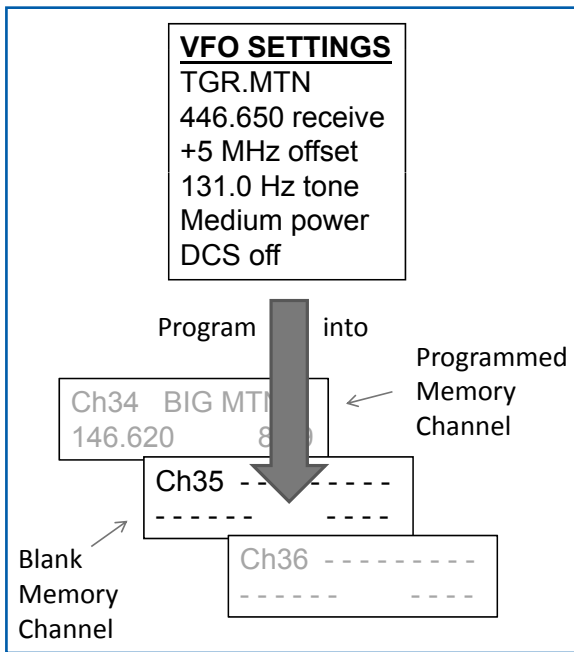 VFO SETTINGS
TGR.MTN
446.650 receive
+5 MHz offset
131.0 Hz tone
Medium power
DCS off
Program into
Programmed
Memory
Channel
Ch34 BIG MTN
146.620
Ch35 - - - - - - - - -
- - - - - - - - - -
Blank
Memory
Channel
Ch36 - - - - - - - - -
- - - - - - - - - -